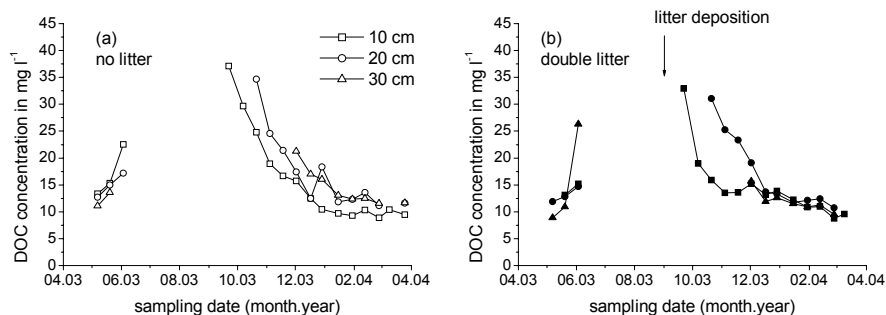 DOC concentration in mg l-1
45
40
35
30
25
20
15
10
5
0
(a)
no litter
10 cm
20 cm
30 cm
04.03 06.03 08.03 10.03 12.03 02.04 04.04
sampling date (month.year)
litter deposition
DOC concentration in mg l-1
45
40
35
30
25
20
15
10
5
0
(b)
double litter
04.03 06.03 08.03 10.03 12.03 02.04 04.04
sampling date (month.year)